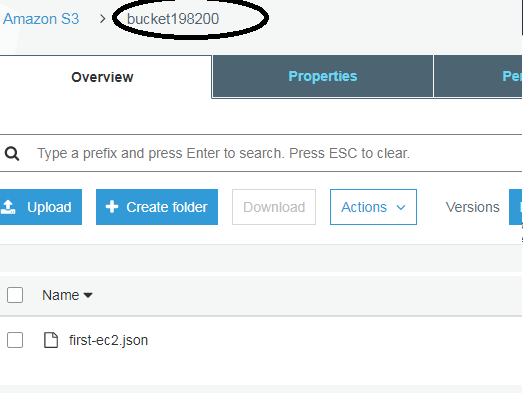 Amazon S3 > bucket198200
Overview Properties Pe
Type a prefix and press Enter to search. Press ESC to clear.
Upload Create folder Download Actions Versions
Name
first-ec2.json